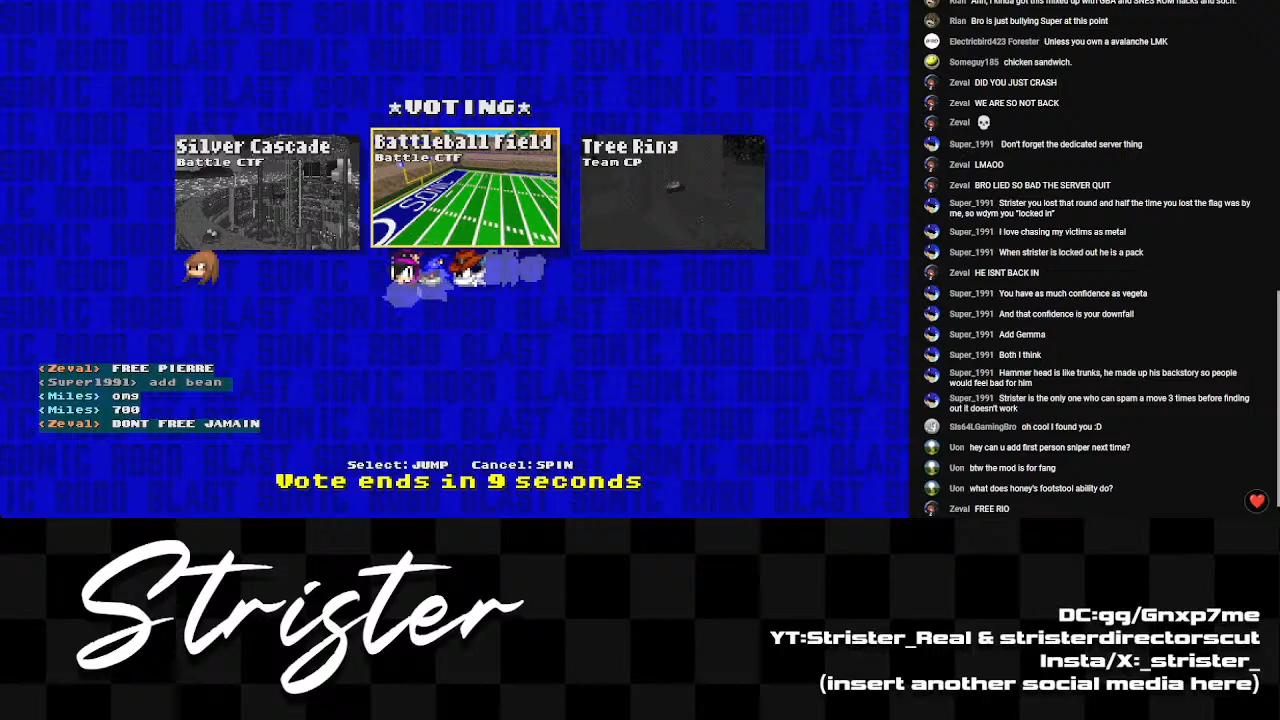 *VOTING*
Silver Cascade
Battle CTF
Battleball Field
Battle CTF
Tree Ring
Team CP
SONIC
<Zeval> FREE PIERRE
<Super1991> add bean
<Miles> omg
<Miles> 700
<Zeval> DONT FREE JAMAIN
Select:JUMP Cancel:SPIN
Vote ends in 9 seconds
SONIC ROBO BLAST
Rian Bro is just bullying Super at this point
Electricbird423 Forester Unless you own a avalanche LMK
Someguy185 chicken sandwich.
Zeval DID YOU JUST CRASH
Zeval WE ARE SO NOT BACK
Zeval 💀
Super_1991 Don't forget the dedicated server thing
Zeval LMAOO
Zeval BRO LIED SO BAD THE SERVER QUIT
Super_1991 Strister you lost that round and half the time you lost the flag was by
me, so wdym you "locked in"
Super_1991 I love chasing my victims as metal
Super_1991 When strister is locked out he is a pack
Zeval HE ISNT BACK IN
Super_1991 You have as much confidence as vegeta
Super_1991 And that confidence is your downfall
Super_1991 Add Gemma
Super_1991 Both I think
Super_1991 Hammer head is like trunks, he made up his backstory so people
would feel bad for him
Super_1991 Strister is the only one who can spam a move 3 times before finding
out it doesn't work
Sls64LGamingBro oh cool I found you :D
Uon hey can u add first person sniper next time?
Uon btw the mod is for fang
Uon what does honey's footstool ability do?
Zeval FREE RIO
Strister
DC:gg/Gnxp7me
YT:Strister_Real & stristerdirectorscut
Insta/X:_strister_
(insert another social media here)